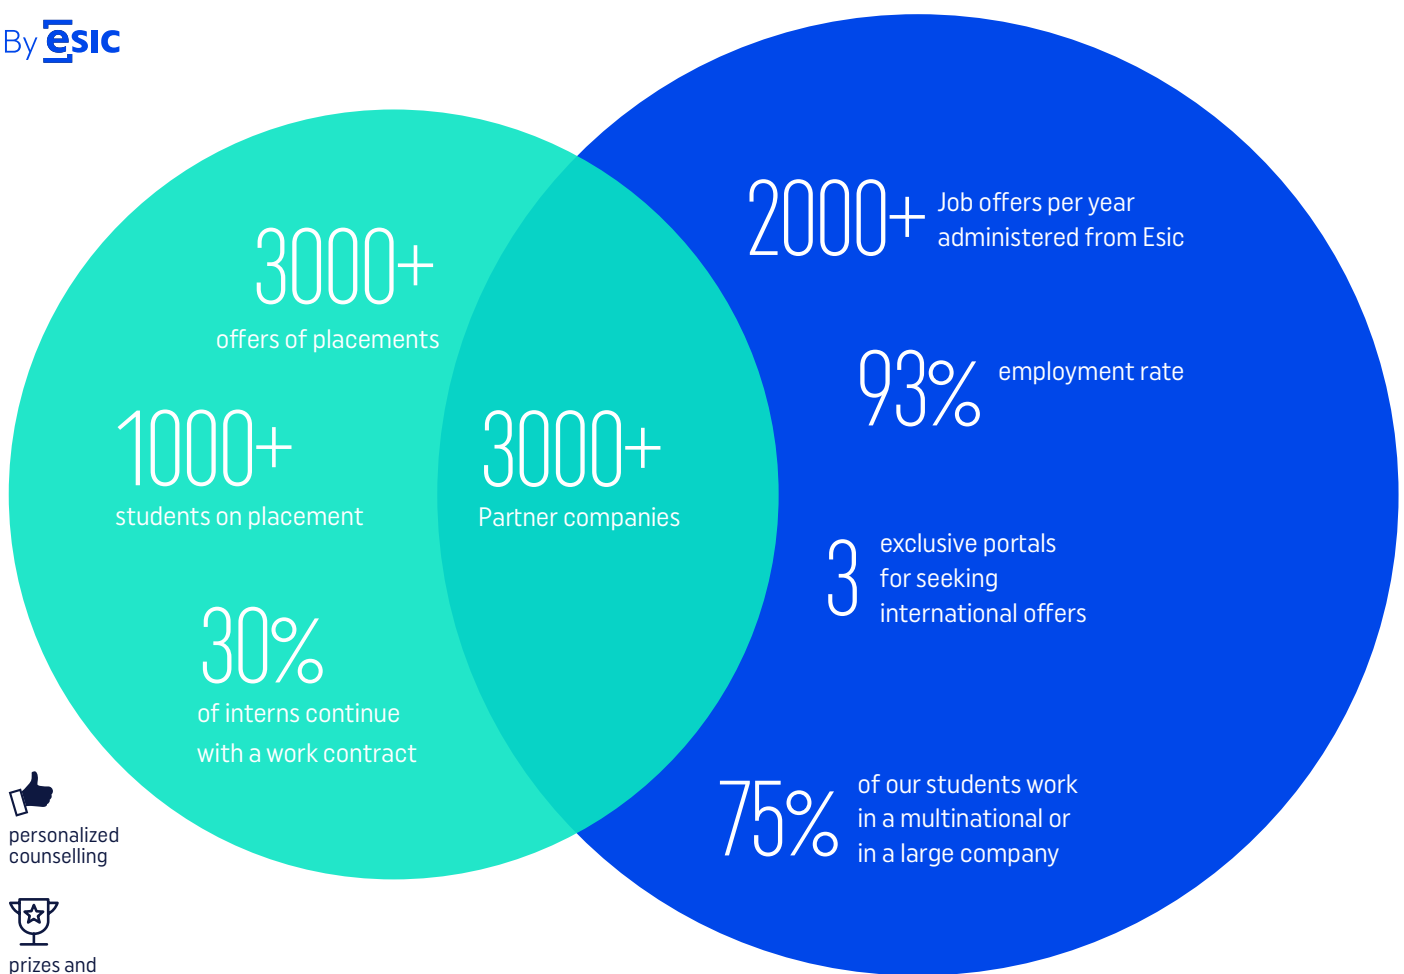 By esic
3000+
offers of placements
1000+
students on placement
30%
of interns continue
with a work contract
3000+
Partner companies
2000+
Job offers per year
administered from Esic
93%
employment rate
3
exclusive portals
for seeking
international offers
75%
of our students work
in a multinational or
in a large company
personalized
counselling
prizes and